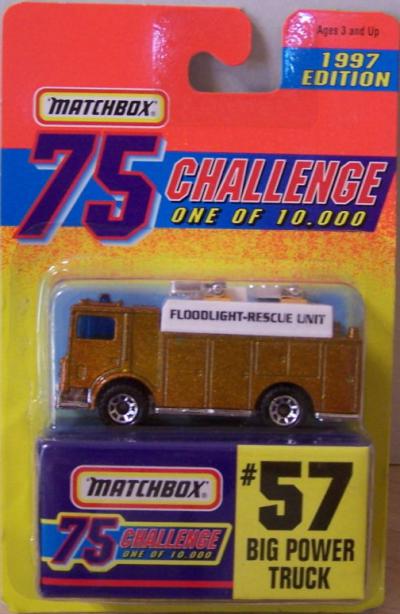 Ages 3 and Up
1997
EDITION
MATCHBOX
75 CHALLENGE
ONE OF 10.000
FLOODLIGHT-RESCUE UNIT
MATCHBOX
75 CHALLENGE
ONE OF 10.000
#57
BIG POWER
TRUCK